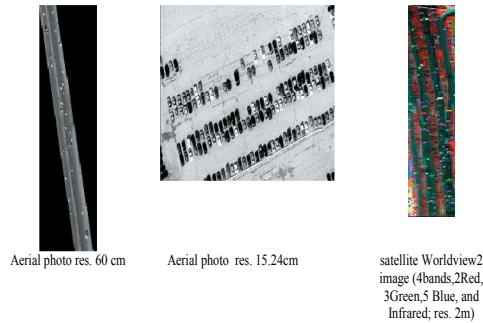 Aerial photo res. 60 cm
Aerial photo res. 15.24cm
satellite Worldview2
image (4bands,2Red,
3Green,5 Blue, and
Infrared; res. 2m)